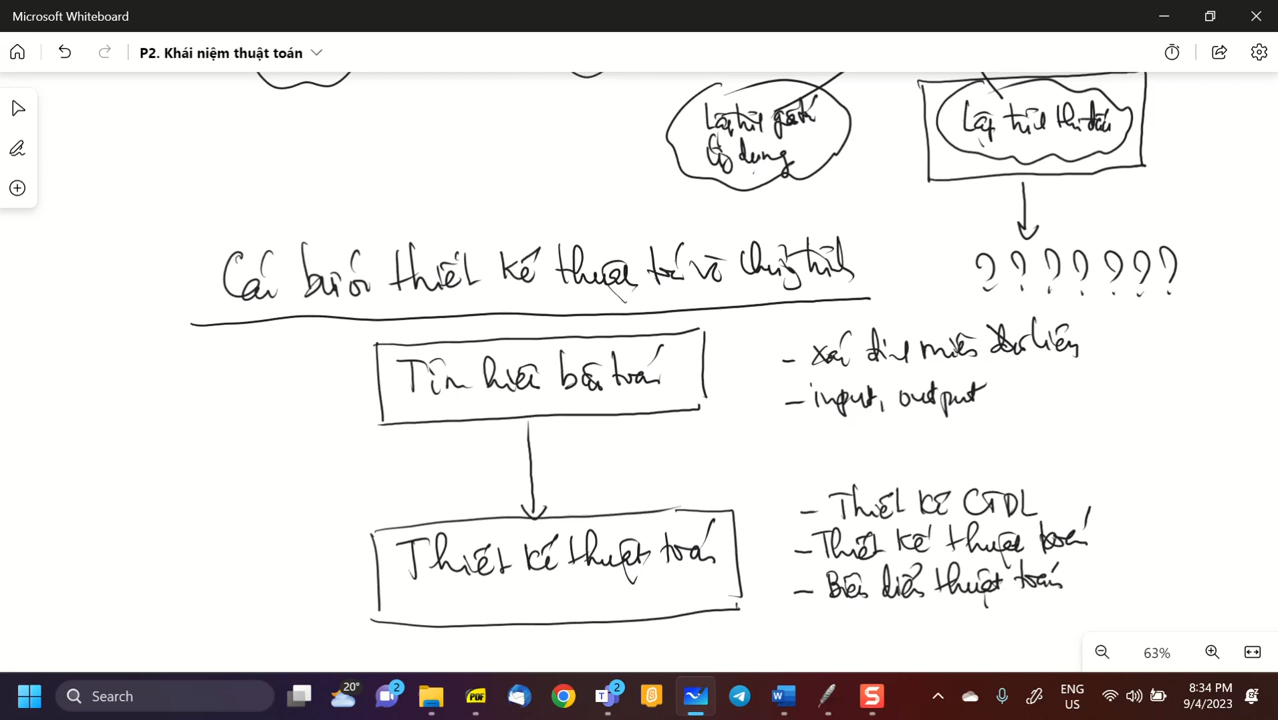 Microsoft Whiteboard
P2. Khái niệm thuật toán
Lập trình
dụng
Lập trình thi đấu
Các bước thiết kế thuật toán và chương trình
???????
Tìm hiểu bài toán
- Xác định miền dữ liệu
- input, output
Thiết kế thuật toán
- Thiết kế CTDL
- Thiết kế thuật toán
- Biểu diễn thuật toán
63%
Search
20°
2
PDF
2
ENG
US
8:34 PM
9/4/2023